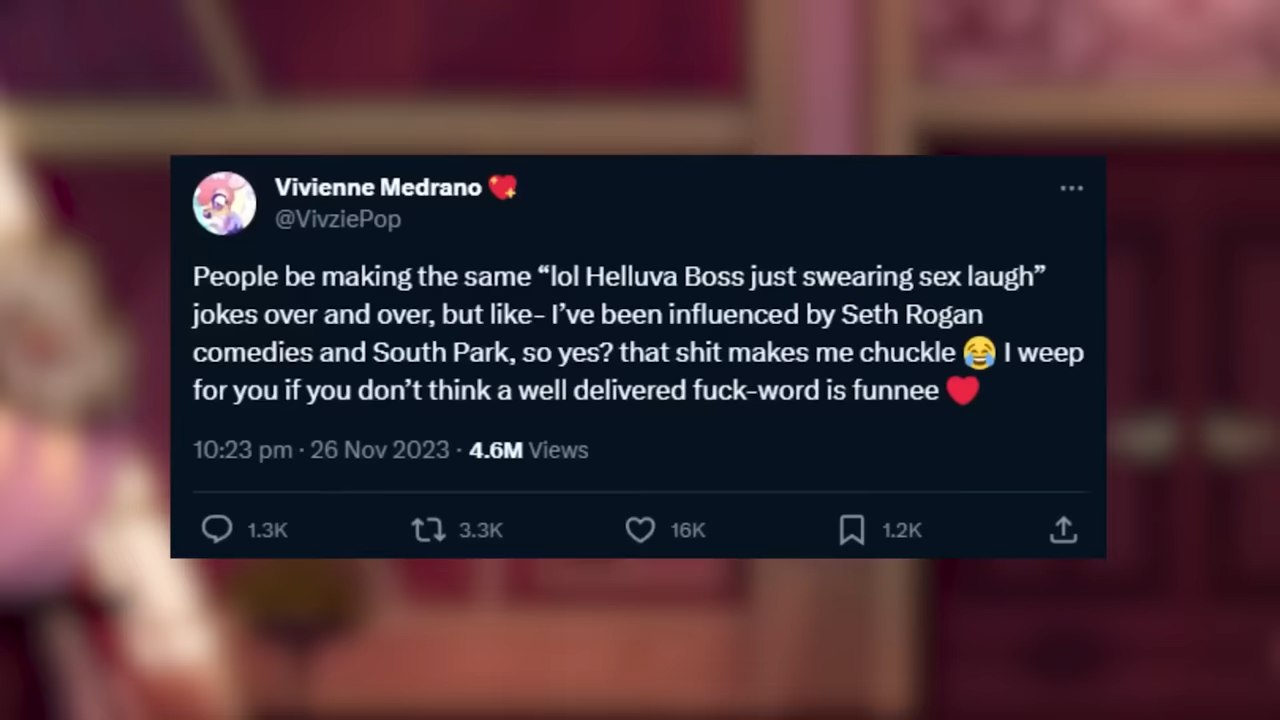 Vivienne Medrano 💖
@VivziePop
People be making the same “lol Helluva Boss just swearing sex laugh”
jokes over and over, but like- I’ve been influenced by Seth Rogan
comedies and South Park, so yes? that shit makes me chuckle 😂 I weep
for you if you don’t think a well delivered fuck-word is funnee ❤️
10:23 pm · 26 Nov 2023 · 4.6M Views
1.3K 3.3K 16K 1.2K